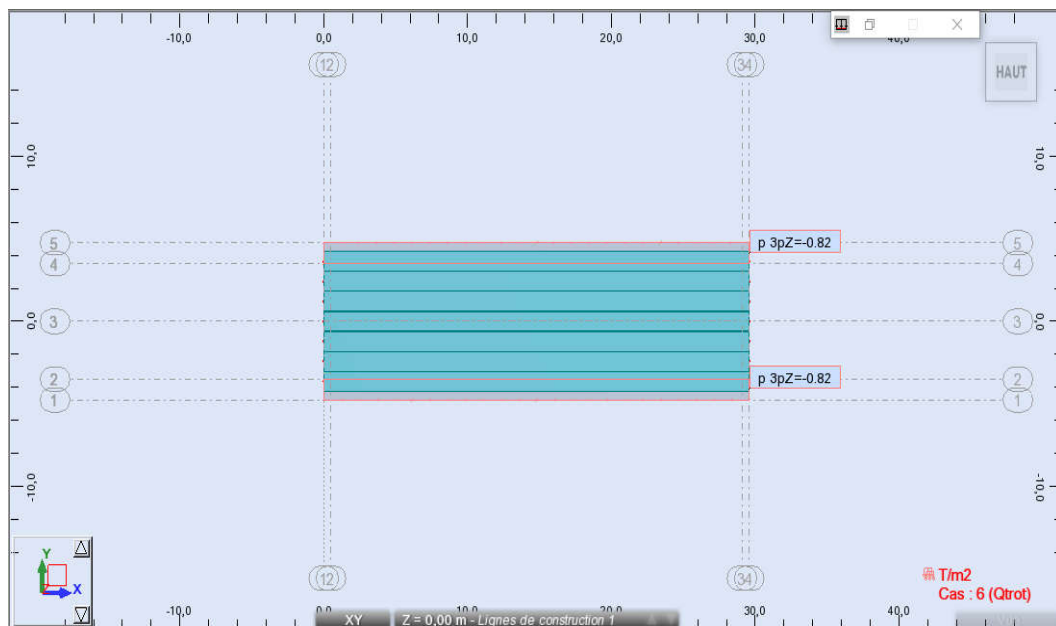 -10,0 0,0 10,0 20,0 30,0 40,0
12 34
HAUT
10,0 10,0
5 p 3pZ=-0.82 5
4 4
0,0 3 3 0,0
2 p 3pZ=-0.82 2
1 1
-10,0 -10,0
Y
X
12 34
T/m2
Cas : 6 (Qtrot)
-10,0 0,0 10,0 20,0 30,0 40,0
XY Z = 0,00 m - Lignes de construction 1